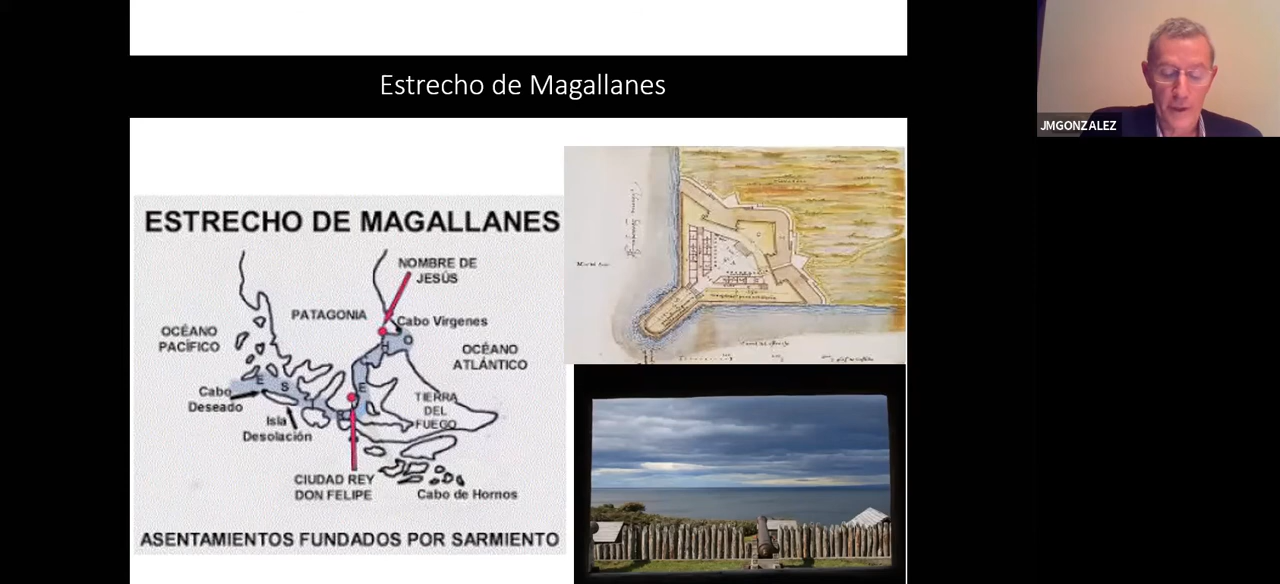 Estrecho de Magallanes
JMGONZALEZ
ESTRECHO DE MAGALLANES
NOMBRE DE
JESÚS
PATAGONIA
Cabo Vírgenes
OCÉANO
PACÍFICO
OCÉANO
ATLÁNTICO
E S T R E C H O
Cabo
Deseado
TIERRA
DEL
FUEGO
Isla
Desolación
CIUDAD REY
DON FELIPE
Cabo de Hornos
ASENTAMIENTOS FUNDADOS POR SARMIENTO